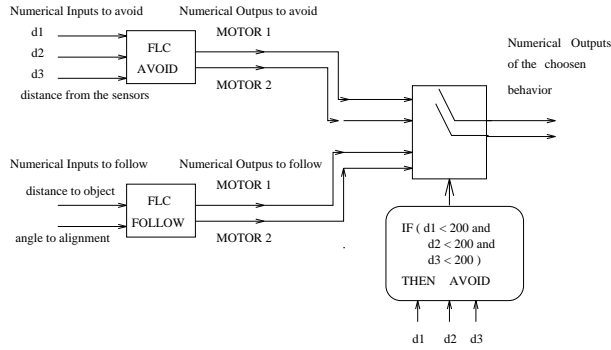 Numerical Inputs to avoid
Numerical Outpus to avoid
d1
d2
d3
FLC
AVOID
MOTOR 1
MOTOR 2
distance from the sensors
Numerical Outputs
of the choosen
behavior
Numerical Inputs to follow
Numerical Outpus to follow
distance to object
angle to alignment
FLC
FOLLOW
MOTOR 1
MOTOR 2
IF ( d1 < 200 and
d2 < 200 and
d3 < 200 )
THEN AVOID
d1 d2 d3